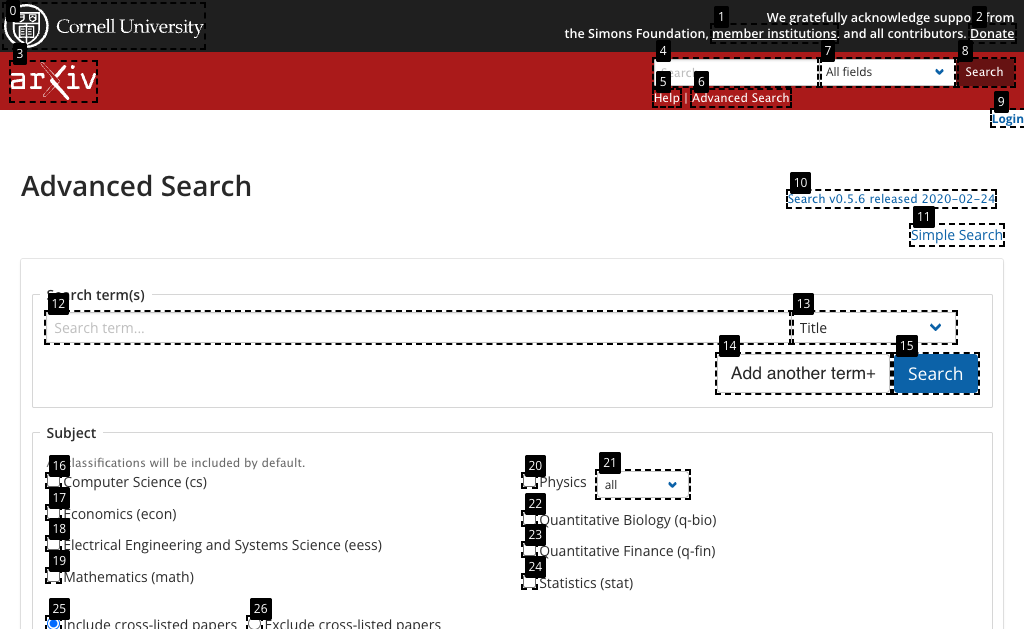 0
Cornell University
We gratefully acknowledge support from
1
2
the Simons Foundation, member institutions, and all contributors. Donate
3
arXiv
4
7
8
Search...
All fields
Search
5
6
Help | Advanced Search
9
Login
Advanced Search
10
Search v0.5.6 released 2020-02-24
11
Simple Search
Search term(s)
12
13
Search term...
Title
14
15
Add another term+
Search
Subject
All classifications will be included by default.
16
Computer Science (cs)
17
Economics (econ)
18
Electrical Engineering and Systems Science (eess)
19
Mathematics (math)
20
21
Physics
all
22
Quantitative Biology (q-bio)
23
Quantitative Finance (q-fin)
24
Statistics (stat)
25
26
Include cross-listed papers
Exclude cross-listed papers